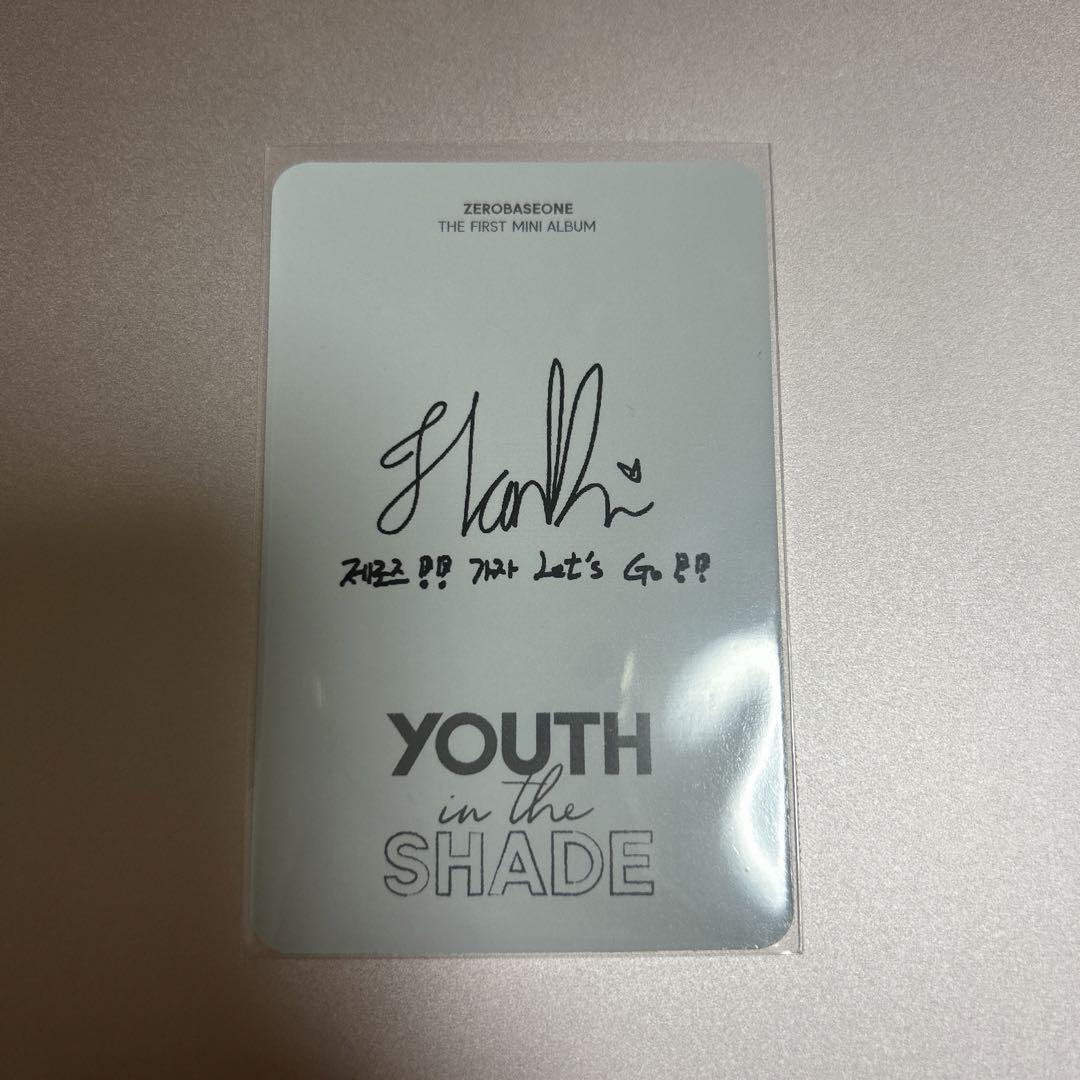 ZEROBASEONE
THE FIRST MINI ALBUM
제로즈!! 가자 Let's Go!!
YOUTH
in the
SHADE